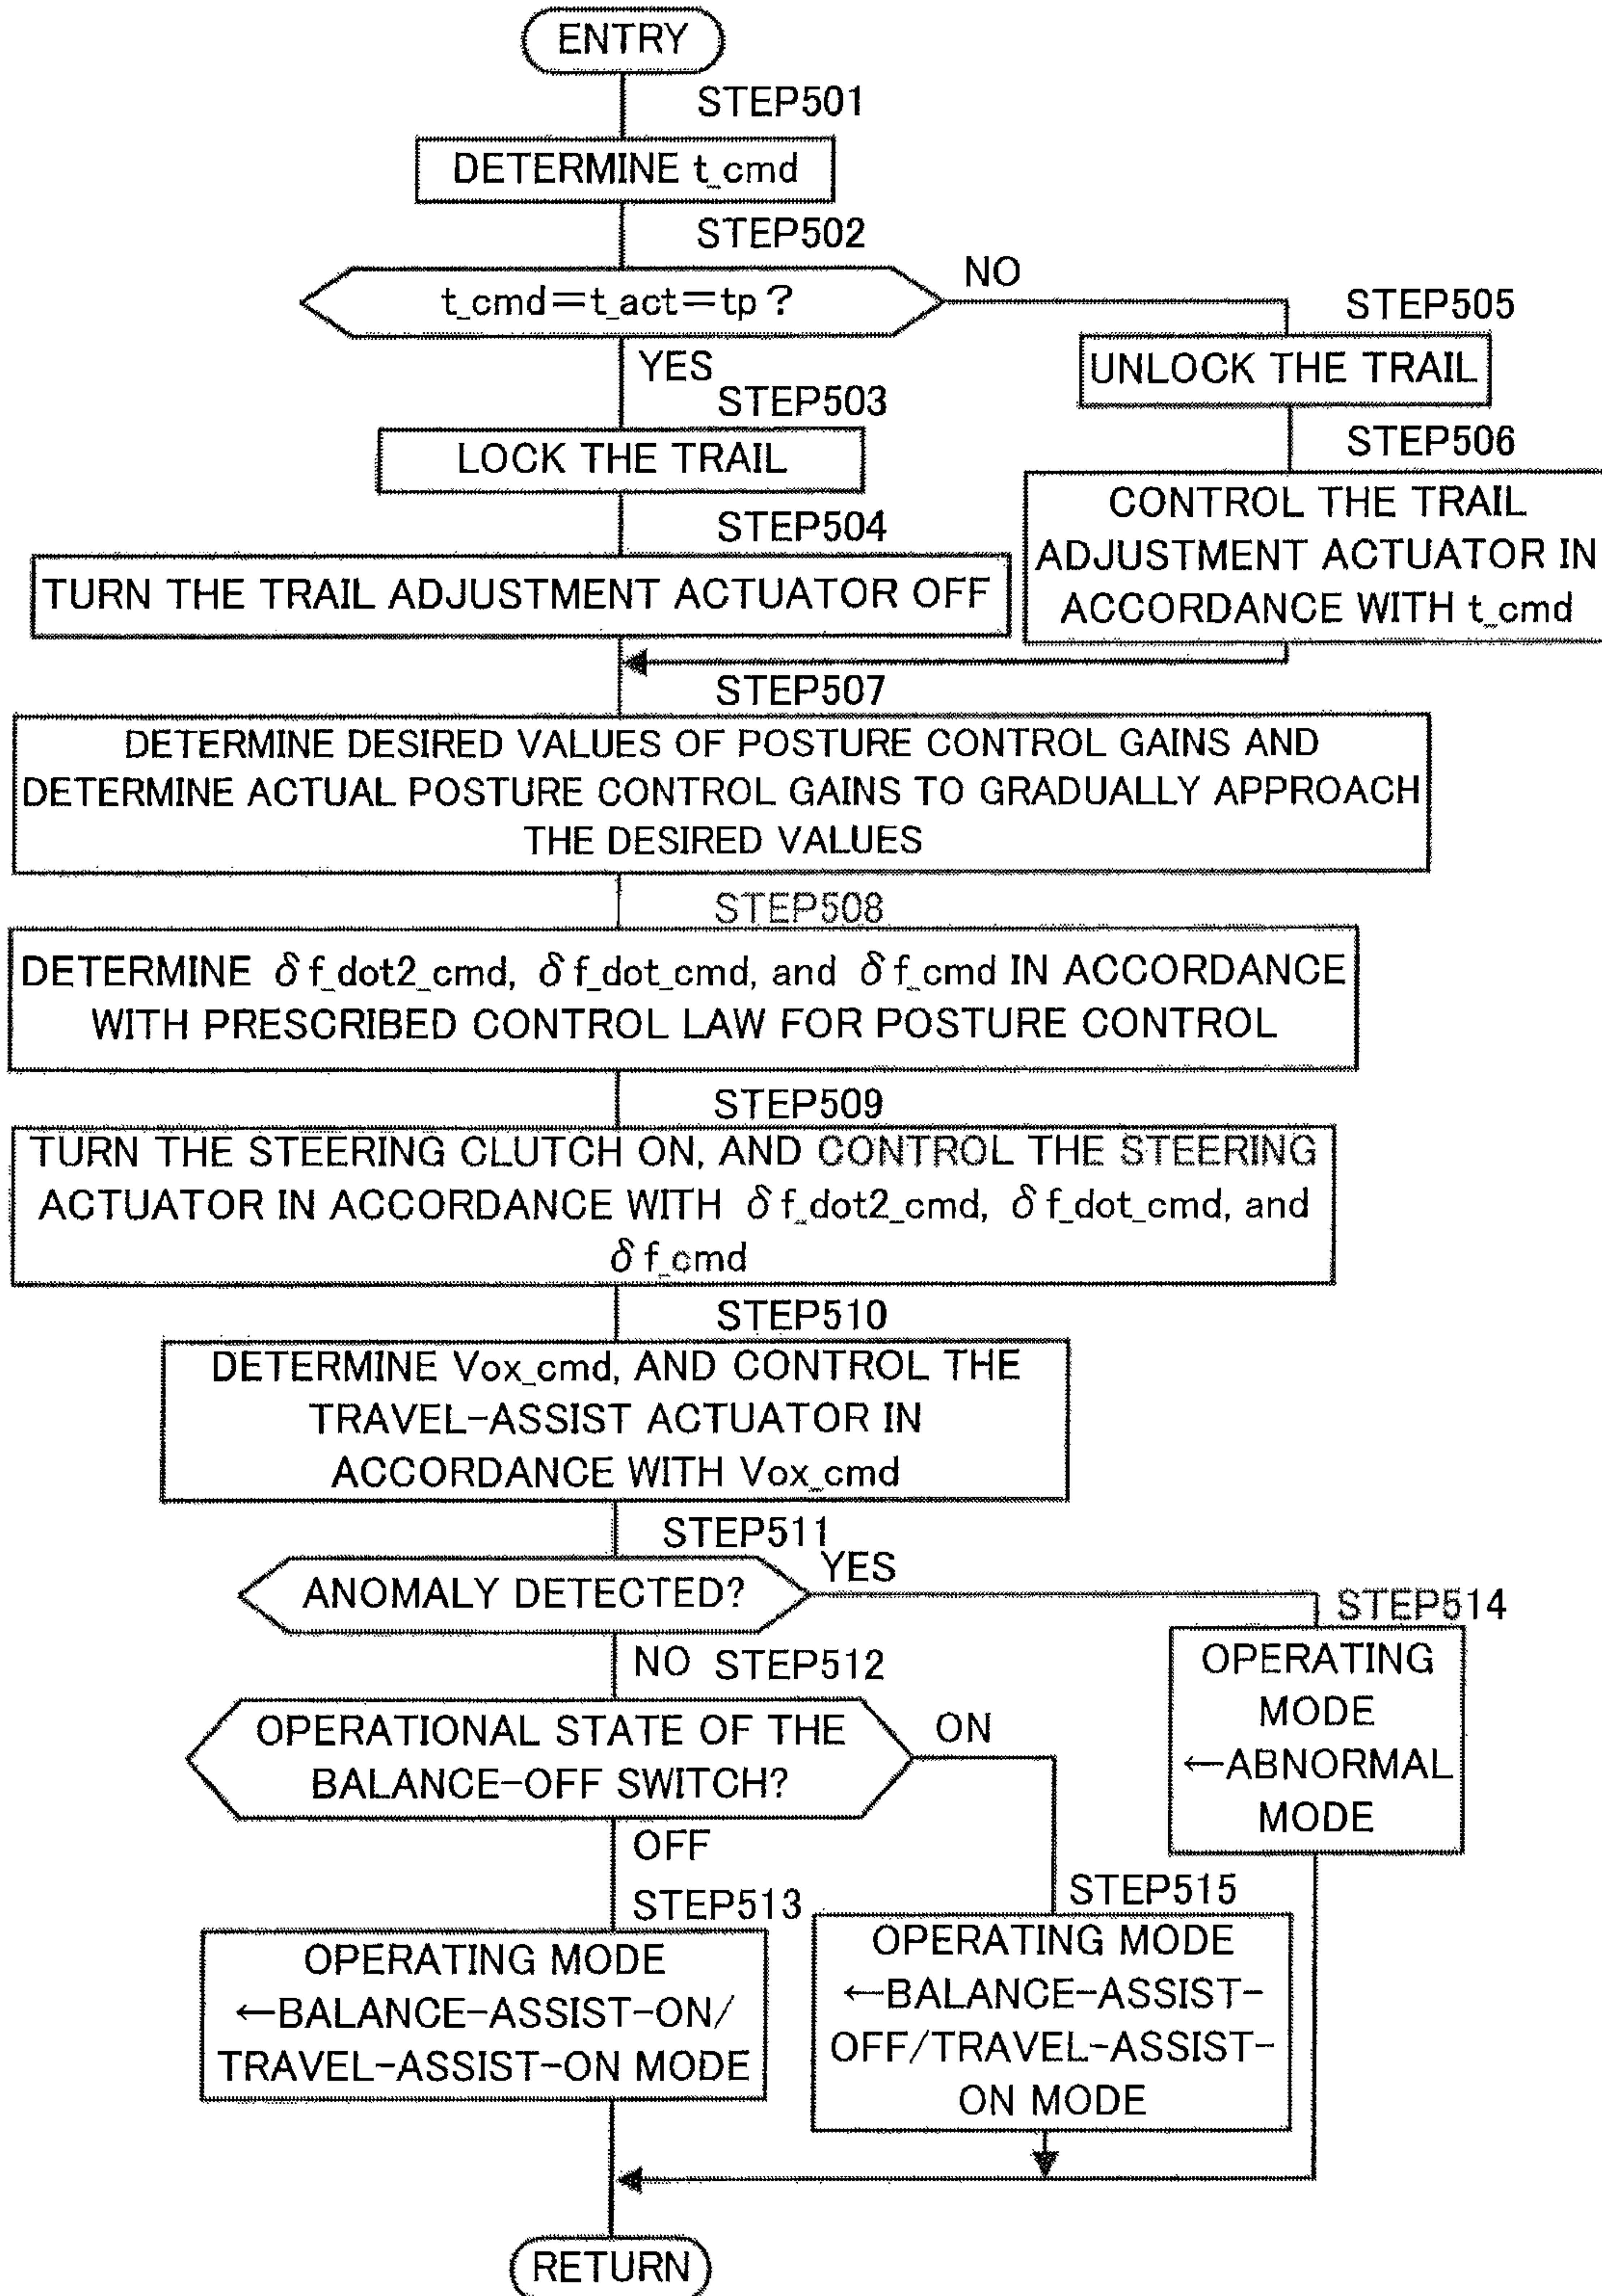 ENTRY
STEP501
DETERMINE t_cmd
STEP502
t_cmd=t_act=tp?
NO
YES
STEP503
LOCK THE TRAIL
STEP504
TURN THE TRAIL ADJUSTMENT ACTUATOR OFF
STEP505
UNLOCK THE TRAIL
STEP506
CONTROL THE TRAIL
ADJUSTMENT ACTUATOR IN
ACCORDANCE WITH t_cmd
STEP507
DETERMINE DESIRED VALUES OF POSTURE CONTROL GAINS AND
DETERMINE ACTUAL POSTURE CONTROL GAINS TO GRADUALLY APPROACH
THE DESIRED VALUES
STEP508
DETERMINE δf_dot2_cmd, δf_dot_cmd, and δf_cmd IN ACCORDANCE
WITH PRESCRIBED CONTROL LAW FOR POSTURE CONTROL
STEP509
TURN THE STEERING CLUTCH ON, AND CONTROL THE STEERING
ACTUATOR IN ACCORDANCE WITH δf_dot2_cmd, δf_dot_cmd, and
δf_cmd
STEP510
DETERMINE Vox_cmd, AND CONTROL THE
TRAVEL-ASSIST ACTUATOR IN
ACCORDANCE WITH Vox_cmd
STEP511
ANOMALY DETECTED?
YES
NO
STEP512
OPERATIONAL STATE OF THE
BALANCE-OFF SWITCH?
ON
OFF
STEP513
OPERATING MODE
←BALANCE-ASSIST-ON/
TRAVEL-ASSIST-ON MODE
STEP515
OPERATING MODE
←BALANCE-ASSIST-
OFF/TRAVEL-ASSIST-
ON MODE
STEP514
OPERATING
MODE
←ABNORMAL
MODE
RETURN